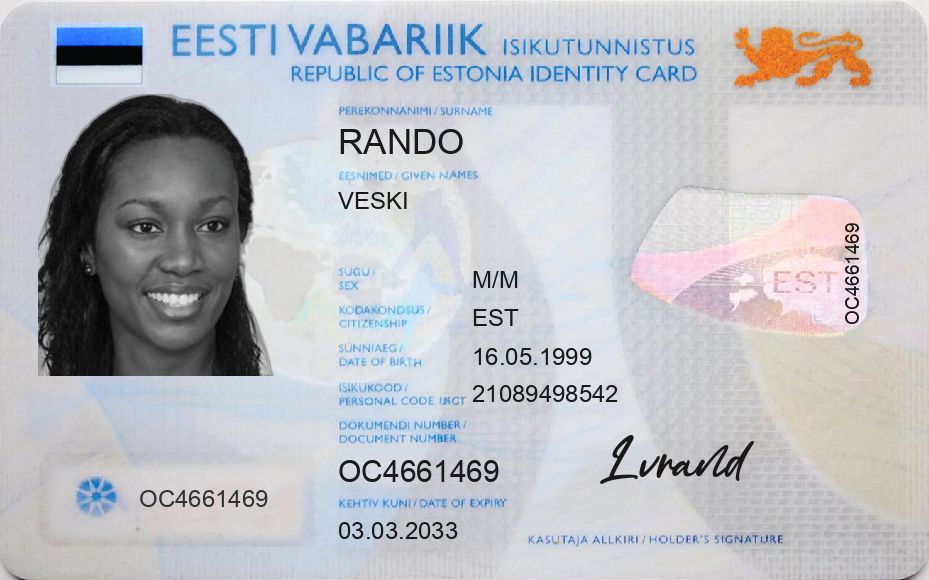 EESTI VABARIIK ISIKUTUNNISTUS
REPUBLIC OF ESTONIA IDENTITY CARD
PEREKONNANIMI / SURNAME
RANDO
EESNIMED / GIVEN NAMES
VESKI
SUGU /
SEX
M/M
KODAKONDSUS /
CITIZENSHIP
EST
SÜNNIAEG /
DATE OF BIRTH
16.05.1999
ISIKUKOOD /
PERSONAL CODE
21089498542
DOKUMENDI NUMBER /
DOCUMENT NUMBER
OC4661469
KEHTIV KUNI / DATE OF EXPIRY
03.03.2033
OC4661469
EST
OC4661469
KASUTAJA ALLKIRI / HOLDER'S SIGNATURE